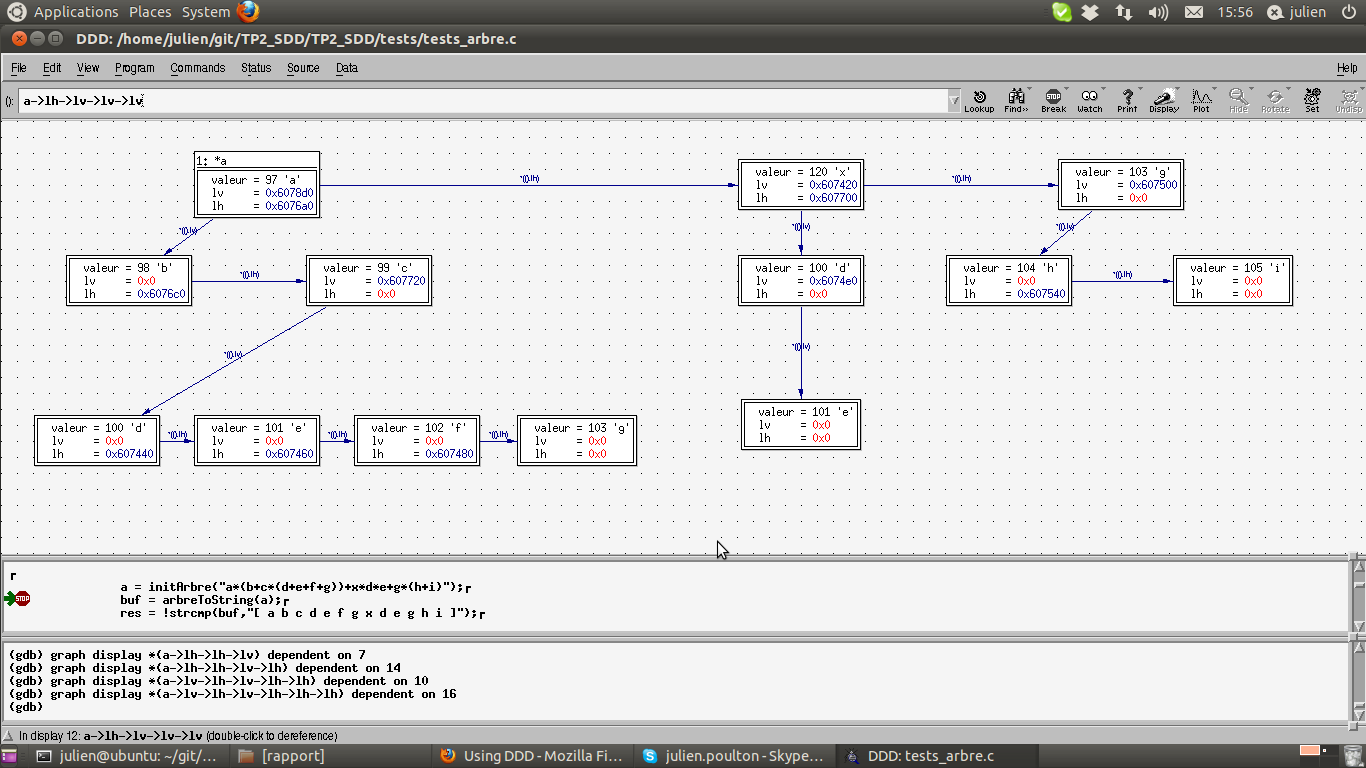 Applications Places System 15:56 julien
DDD: /home/julien/git/TP2_SDD/TP2_SDD/tests/tests_arbre.c
File Edit View Program Commands Status Source Data Help
(): a->lh->lv->lv->lv
Lookup Find>> Break Watch Print Display Plot Hide Rotate Set Undisp
1: *a
valeur = 97 'a'
lv = 0x6078d0
lh = 0x6076a0
*(().lh)
valeur = 120 'x'
lv = 0x607420
lh = 0x607700
*(().lh)
valeur = 103 'g'
lv = 0x607500
lh = 0x0
*(().lv)
*(().lv)
*(().lv)
valeur = 98 'b'
lv = 0x0
lh = 0x6076c0
*(().lh)
valeur = 99 'c'
lv = 0x607720
lh = 0x0
valeur = 100 'd'
lv = 0x6074e0
lh = 0x0
valeur = 104 'h'
lv = 0x0
lh = 0x607540
*(().lh)
valeur = 105 'i'
lv = 0x0
lh = 0x0
*(().lv)
*(().lv)
valeur = 100 'd'
lv = 0x0
lh = 0x607440
*(().lh)
valeur = 101 'e'
lv = 0x0
lh = 0x607460
*(().lh)
valeur = 102 'f'
lv = 0x0
lh = 0x607480
*(().lh)
valeur = 103 'g'
lv = 0x0
lh = 0x0
valeur = 101 'e'
lv = 0x0
lh = 0x0
r
a = initArbre("a*(b+c*(d+e+f+g))+x*d*e+g*(h+i)");r
STOP buf = arbreToString(a);r
res = !strcmp(buf,"[ a b c d e f g x d e g h i ]");r
(gdb) graph display *(a->lh->lh->lv) dependent on 7
(gdb) graph display *(a->lh->lh->lv->lh) dependent on 14
(gdb) graph display *(a->lv->lh->lv->lh->lh) dependent on 10
(gdb) graph display *(a->lv->lh->lv->lh->lh->lh) dependent on 16
(gdb)
In display 12: a->lh->lv->lv->lv (double-click to dereference)
julien@ubuntu: ~/git/... [rapport] Using DDD - Mozilla Fi... julien.poulton - Skype... DDD: tests_arbre.c